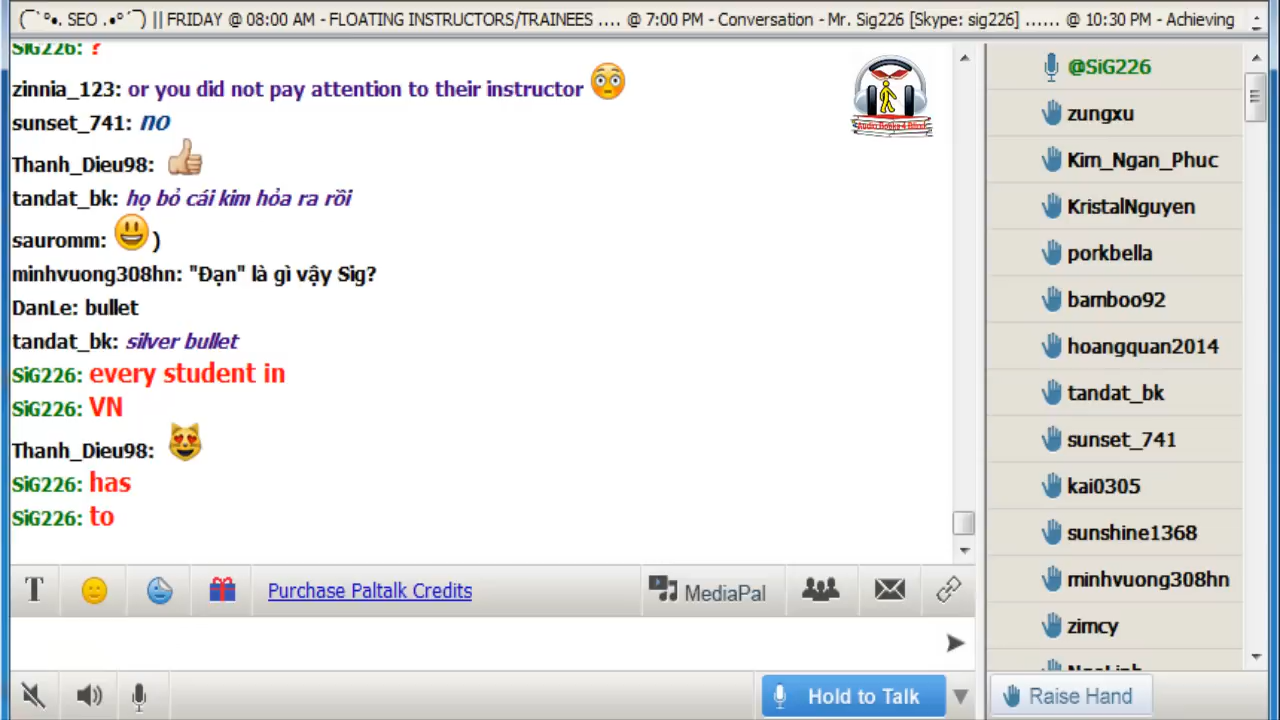 (¯`°•. SEO .•°´¯) || FRIDAY @ 08:00 AM - FLOATING INSTRUCTORS/TRAINEES .... @ 7:00 PM - Conversation - Mr. Sig226 [Skype: sig226] ...... @ 10:30 PM - Achieving
SiG226: ?
zinnia_123: or you did not pay attention to their instructor
sunset_741: no
Thanh_Dieu98:
tandat_bk: họ bỏ cái kim hỏa ra rồi
sauromm: )
minhvuong308hn: "Đạn" là gì vậy Sig?
DanLe: bullet
tandat_bk: silver bullet
SiG226: every student in
SiG226: VN
Thanh_Dieu98:
SiG226: has
SiG226: to
T
Purchase Paltalk Credits
MediaPal
Hold to Talk
@SiG226
zungxu
Kim_Ngan_Phuc
KristalNguyen
porkbella
bamboo92
hoangquan2014
tandat_bk
sunset_741
kai0305
sunshine1368
minhvuong308hn
zimcy
Raise Hand